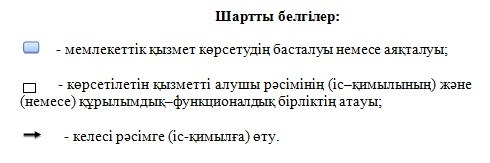 Шартты белгілер:
- мемлекеттік қызмет көрсетудің басталуы немесе аяқталуы;
- көрсетілетін қызметті алушы рәсімінің (іс–қимылының) және
(немесе) құрылымдық–функционалдық бірліктің атауы;
- келесі рәсімге (іс-қимылға) өту.